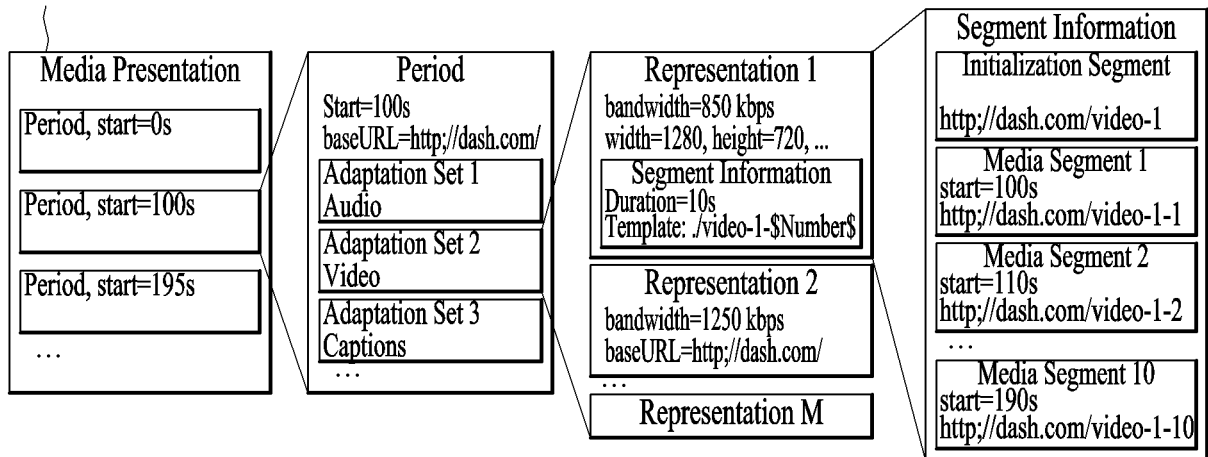 Media Presentation
Period, start=0s
Period, start=100s
Period, start=195s
...
Period
Start=100s
baseURL=http;//dash.com/
Adaptation Set 1
Audio
Adaptation Set 2
Video
Adaptation Set 3
Captions
...
Representation 1
bandwidth=850 kbps
width=1280, height=720, ...
Segment Information
Duration=10s
Template: ./video-1-$Number$
Representation 2
bandwidth=1250 kbps
baseURL=http;//dash.com/
...
Representation M
Segment Information
Initialization Segment
http;//dash.com/video-1
Media Segment 1
start=100s
http;//dash.com/video-1-1
Media Segment 2
start=110s
http;//dash.com/video-1-2
...
Media Segment 10
start=190s
http;//dash.com/video-1-10